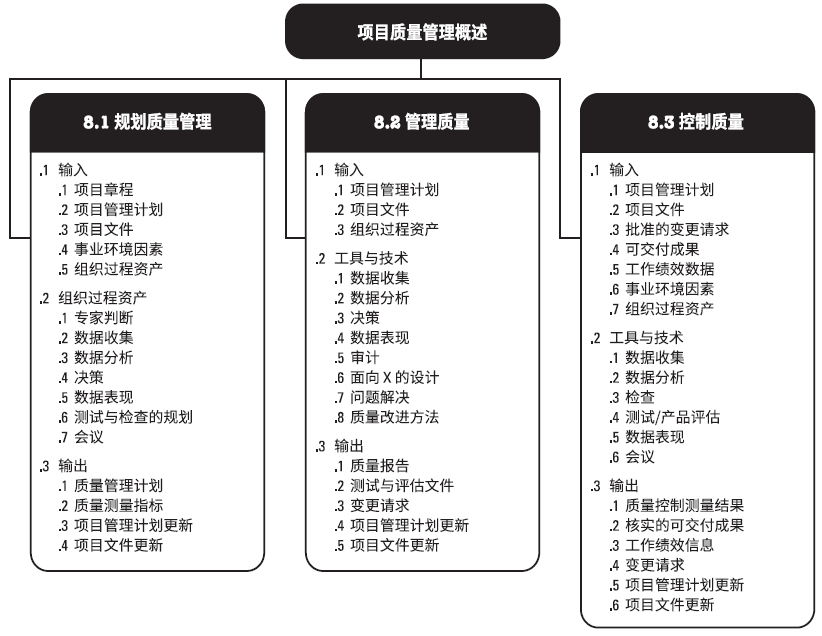 项目质量管理概述
8.1 规划质量管理
.1 输入
.1 项目章程
.2 项目管理计划
.3 项目文件
.4 事业环境因素
.5 组织过程资产
.2 组织过程资产
.1 专家判断
.2 数据收集
.3 数据分析
.4 决策
.5 数据表现
.6 测试与检查的规划
.7 会议
.3 输出
.1 质量管理计划
.2 质量测量指标
.3 项目管理计划更新
.4 项目文件更新
8.2 管理质量
.1 输入
.1 项目管理计划
.2 项目文件
.3 组织过程资产
.2 工具与技术
.1 数据收集
.2 数据分析
.3 决策
.4 数据表现
.5 审计
.6 面向 X 的设计
.7 问题解决
.8 质量改进方法
.3 输出
.1 质量报告
.2 测试与评估文件
.3 变更请求
.4 项目管理计划更新
.5 项目文件更新
8.3 控制质量
.1 输入
.1 项目管理计划
.2 项目文件
.3 批准的变更请求
.4 可交付成果
.5 工作绩效数据
.6 事业环境因素
.7 组织过程资产
.2 工具与技术
.1 数据收集
.2 数据分析
.3 检查
.4 测试/产品评估
.5 数据表现
.6 会议
.3 输出
.1 质量控制测量结果
.2 核实的可交付成果
.3 工作绩效信息
.4 变更请求
.5 项目管理计划更新
.6 项目文件更新